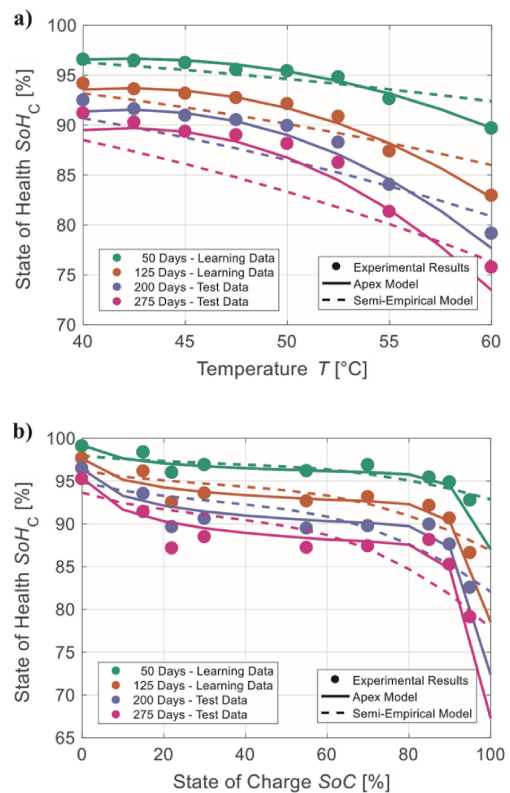 a)
100
95
90
85
80
75
70
State of Health SoH_C [%]
50 Days - Learning Data
125 Days - Learning Data
200 Days - Test Data
275 Days - Test Data
Experimental Results
Apex Model
Semi-Empirical Model
40 45 50 55 60
Temperature T [°C]
b)
100
95
90
85
80
75
70
65
State of Health SoH_C [%]
50 Days - Learning Data
125 Days - Learning Data
200 Days - Test Data
275 Days - Test Data
Experimental Results
Apex Model
Semi-Empirical Model
0 20 40 60 80 100
State of Charge SoC [%]